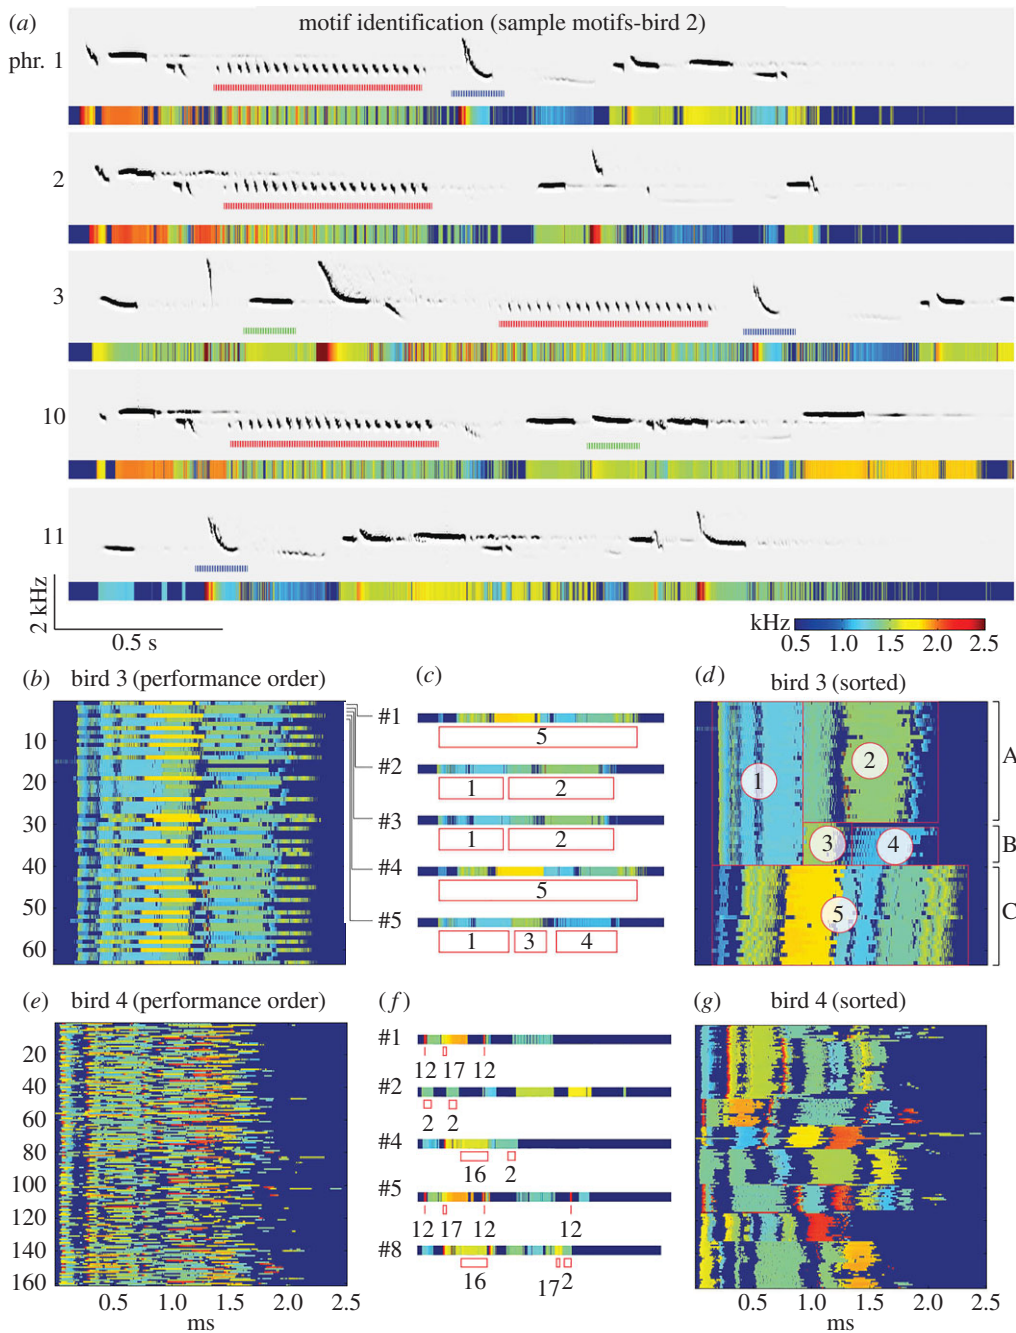 (a) motif identification (sample motifs-bird 2)
phr. 1
2
3
10
11
2 kHz
0.5 s
kHz
0.5 1.0 1.5 2.0 2.5
(b) bird 3 (performance order)
10
20
30
40
50
60
(c)
#1
5
#2
1 2
#3
1 2
#4
5
#5
1 3 4
(d) bird 3 (sorted)
1
2
3
4
5
A
B
C
(e) bird 4 (performance order)
20
40
60
80
100
120
140
160
0.5 1.0 1.5 2.0 2.5
ms
(f)
#1
12 17 12
#2
2 2
#4
16 2
#5
12 17 12 12
#8
16 17 2
(g) bird 4 (sorted)
0.5 1.0 1.5 2.0 2.5
ms